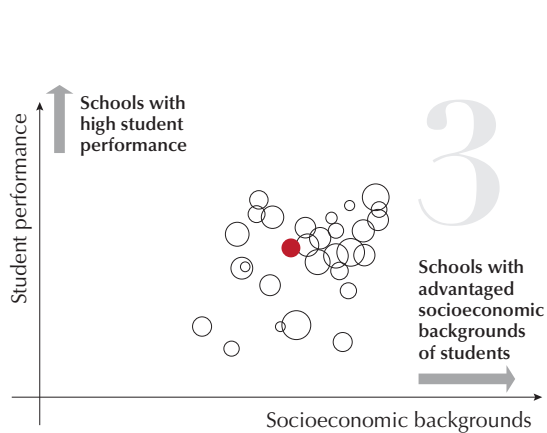 Schools with
high student
performance
Student performance
3
Schools with
advantaged
socioeconomic
backgrounds
of students
Socioeconomic backgrounds